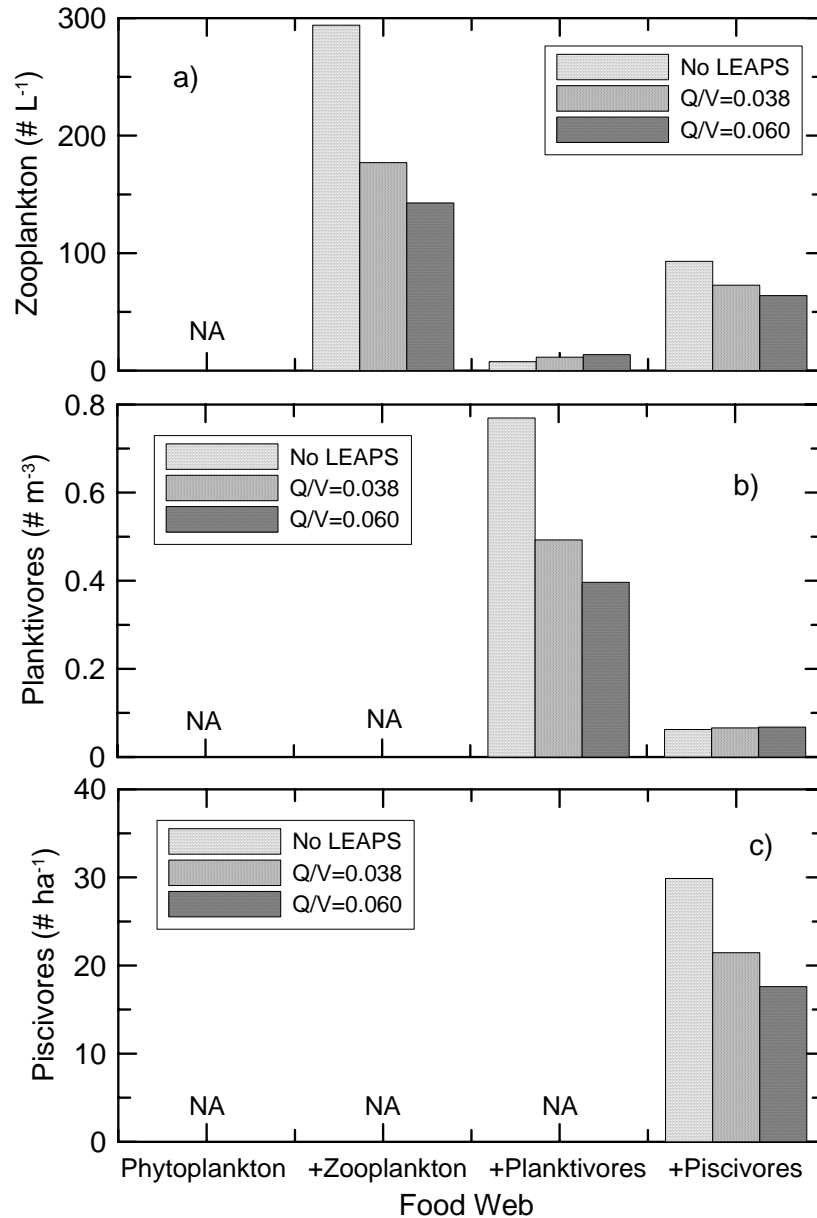 300
a)
No LEAPS
Q/V=0.038
Q/V=0.060
200
Zooplankton (# L-1)
100
NA
0
0.8
No LEAPS
Q/V=0.038
Q/V=0.060
b)
0.6
Planktivores (# m-3)
0.4
0.2
NA
NA
0
40
No LEAPS
Q/V=0.038
Q/V=0.060
c)
30
Piscivores (# ha-1)
20
10
NA
NA
NA
0
Phytoplankton +Zooplankton +Planktivores +Piscivores
Food Web